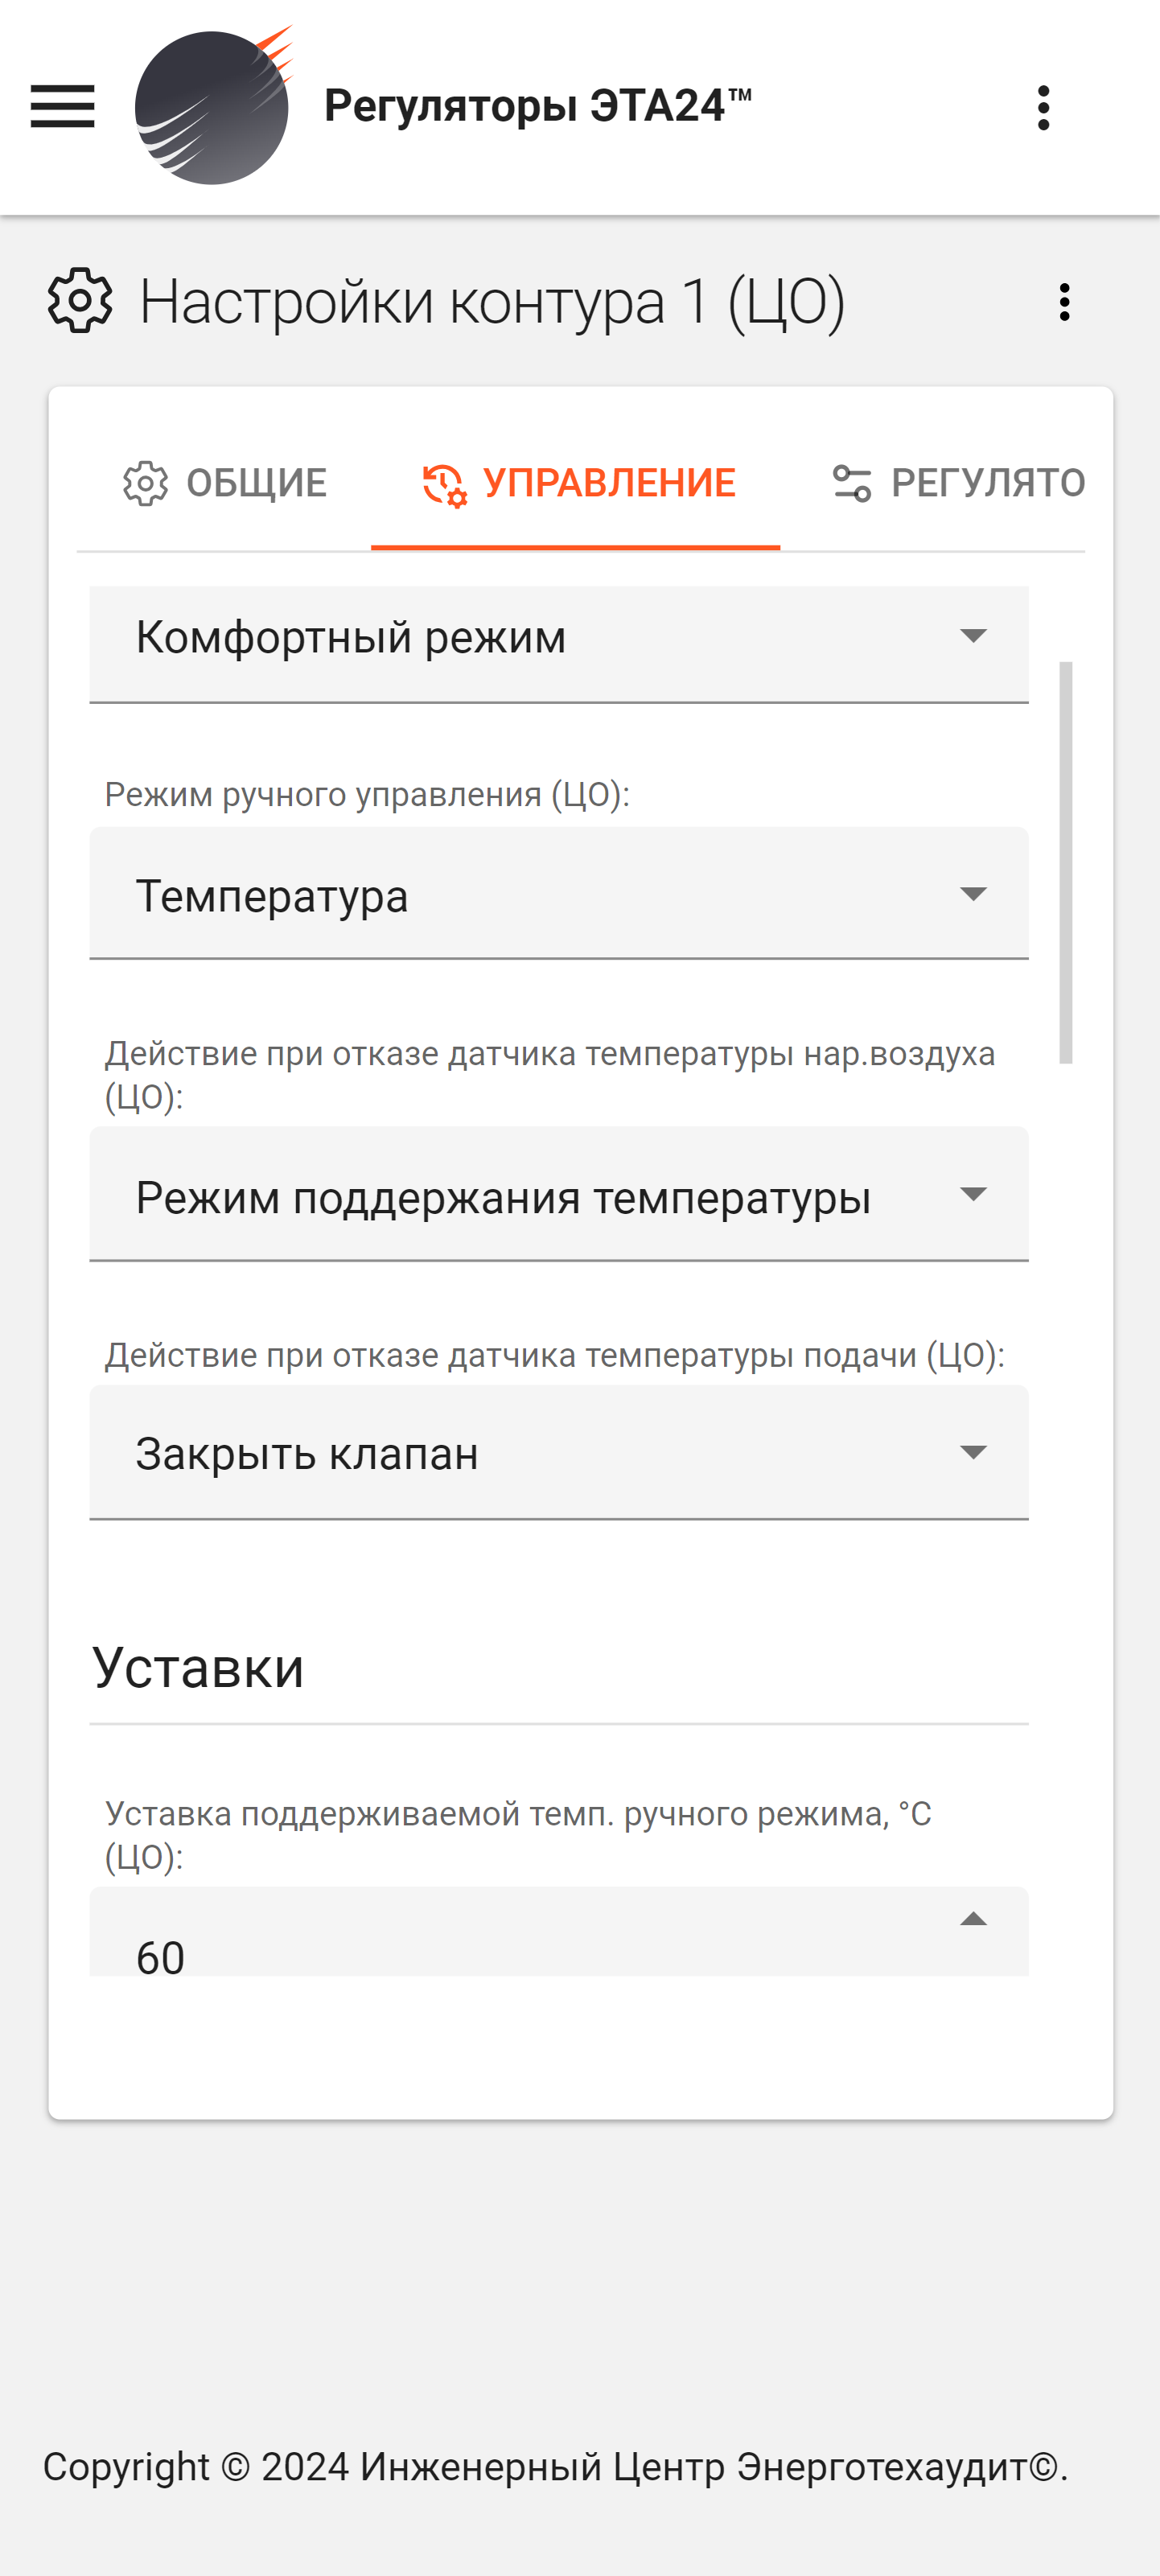 Регуляторы ЭТА24™
Настройки контура 1 (ЦО)
ОБЩИЕ
УПРАВЛЕНИЕ
РЕГУЛЯТО
Комфортный режим
Режим ручного управления (ЦО):
Температура
Действие при отказе датчика температуры нар.воздуха
(ЦО):
Режим поддержания температуры
Действие при отказе датчика температуры подачи (ЦО):
Закрыть клапан
Уставки
Уставка поддерживаемой темп. ручного режима, °C
(ЦО):
60
Copyright © 2024 Инженерный Центр Энерготехаудит©.